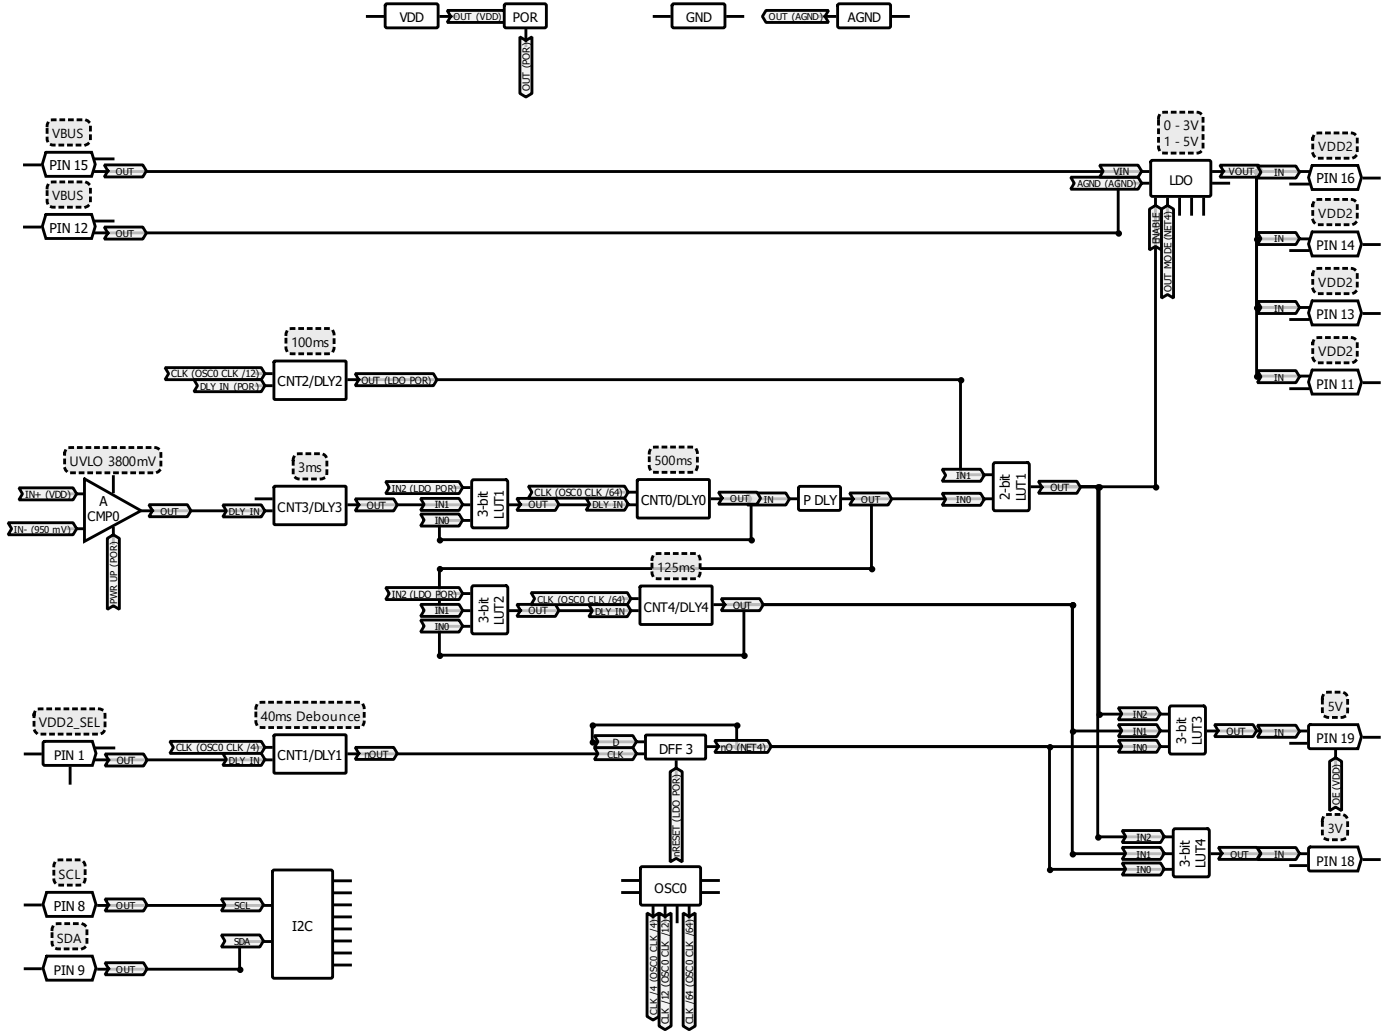 VDD
OUT (VDD)
POR
OUT (POR)
GND
OUT (AGND)
AGND
VBUS
PIN 15
OUT
VBUS
PIN 12
OUT
0 - 3V
1 - 5V
VIN
AGND (AGND)
LDO
VOUT
ENABLE
OUT MODE (NET4)
VDD2
IN
PIN 16
VDD2
IN
PIN 14
VDD2
IN
PIN 13
VDD2
IN
PIN 11
100ms
CLK (OSC0 CLK /12)
DLY IN (POR)
CNT2/DLY2
OUT (LDO POR)
UVLO 3800mV
IN+ (VDD)
IN- (950 mV)
A
CMP0
PWR UP (POR)
OUT
3ms
DLY IN
CNT3/DLY3
OUT
IN2 (LDO POR)
IN1
IN0
3-bit
LUT1
OUT
500ms
CLK (OSC0 CLK /64)
DLY IN
CNT0/DLY0
OUT
IN
P DLY
OUT
IN1
IN0
2-bit
LUT1
OUT
125ms
IN2 (LDO POR)
IN1
IN0
3-bit
LUT2
OUT
CLK (OSC0 CLK /64)
DLY IN
CNT4/DLY4
OUT
VDD2_SEL
PIN 1
OUT
40ms Debounce
CLK (OSC0 CLK /4)
DLY IN
CNT1/DLY1
nOUT
D
CLK
DFF 3
nQ (NET4)
nRESET (LDO POR)
IN2
IN1
IN0
3-bit
LUT3
OUT
IN
5V
PIN 19
OE (VDD)
IN2
IN1
IN0
3-bit
LUT4
OUT
IN
3V
PIN 18
SCL
PIN 8
OUT
SCL
SDA
PIN 9
OUT
SDA
I2C
OSC0
CLK /4 (OSC0 CLK /4)
CLK /12 (OSC0 CLK /12)
CLK /64 (OSC0 CLK /64)